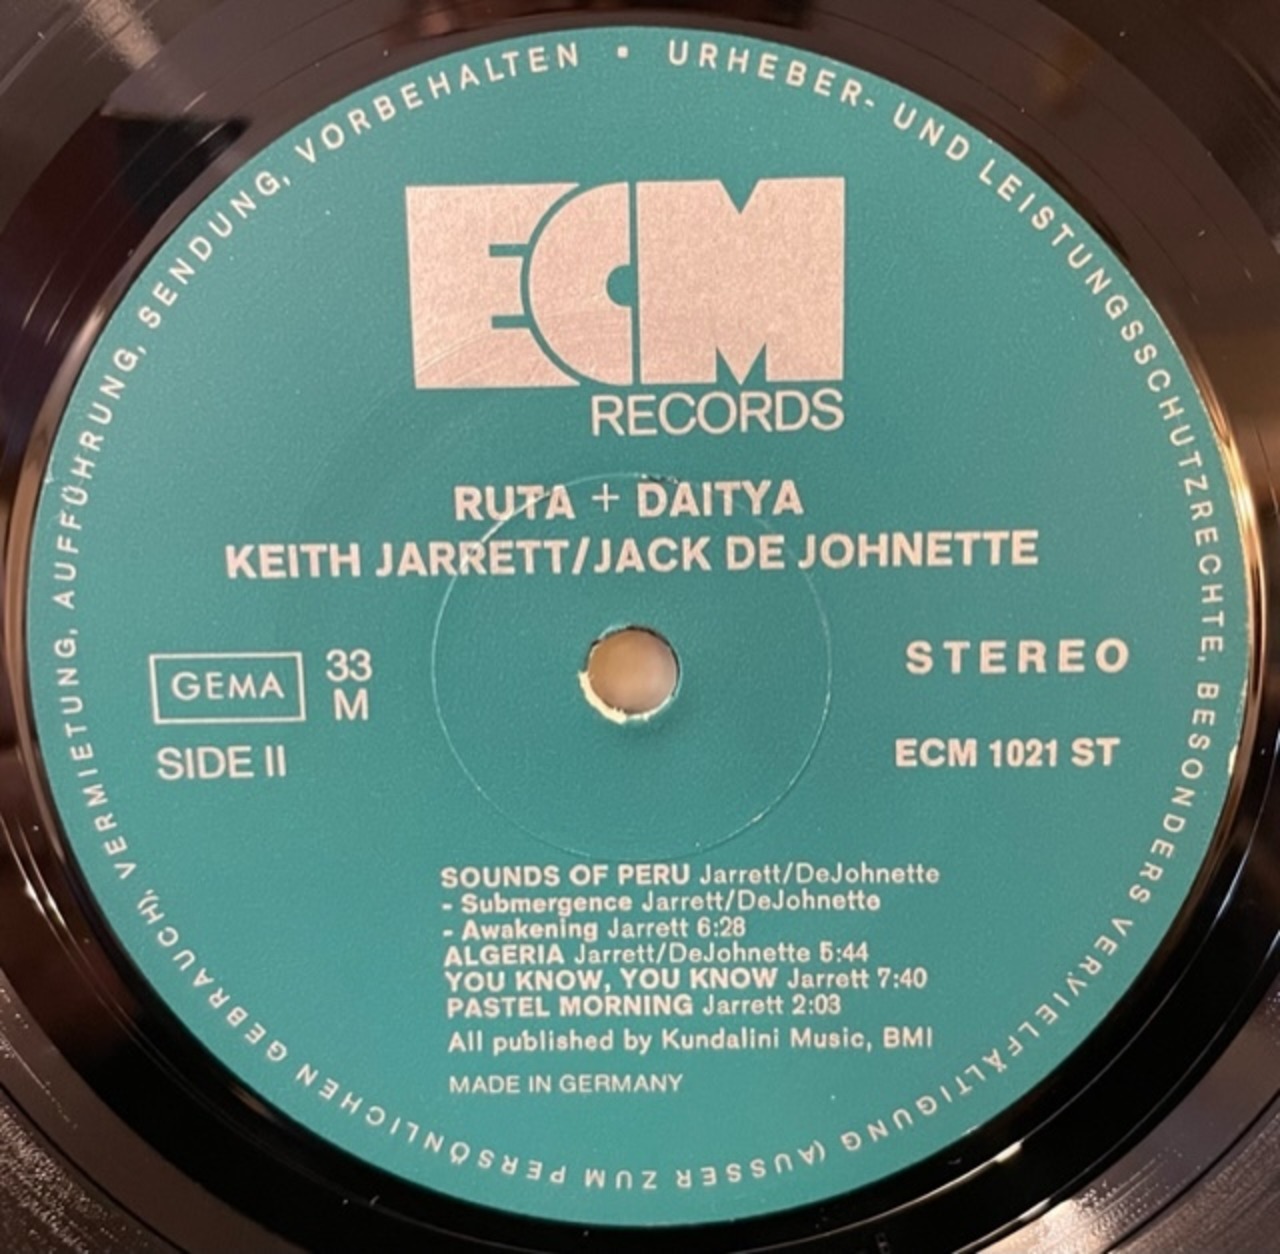 URHEBER- UND LEISTUNGSSCHUTZRECHTE, BESONDERS VERVIELFÄLTIGUNG (AUSSER ZUM PERSÖNLICHEN GEBRAUCH), VERMIETUNG, AUFFÜHRUNG, SENDUNG, VORBEHALTEN •
ECM
RECORDS
RUTA + DAITYA
KEITH JARRETT/JACK DE JOHNETTE
GEMA 33 M
STEREO
SIDE II
ECM 1021 ST
SOUNDS OF PERU Jarrett/DeJohnette
- Submergence Jarrett/DeJohnette
- Awakening Jarrett 6:28
ALGERIA Jarrett/DeJohnette 5:44
YOU KNOW, YOU KNOW Jarrett 7:40
PASTEL MORNING Jarrett 2:03
All published by Kundalini Music, BMI
MADE IN GERMANY